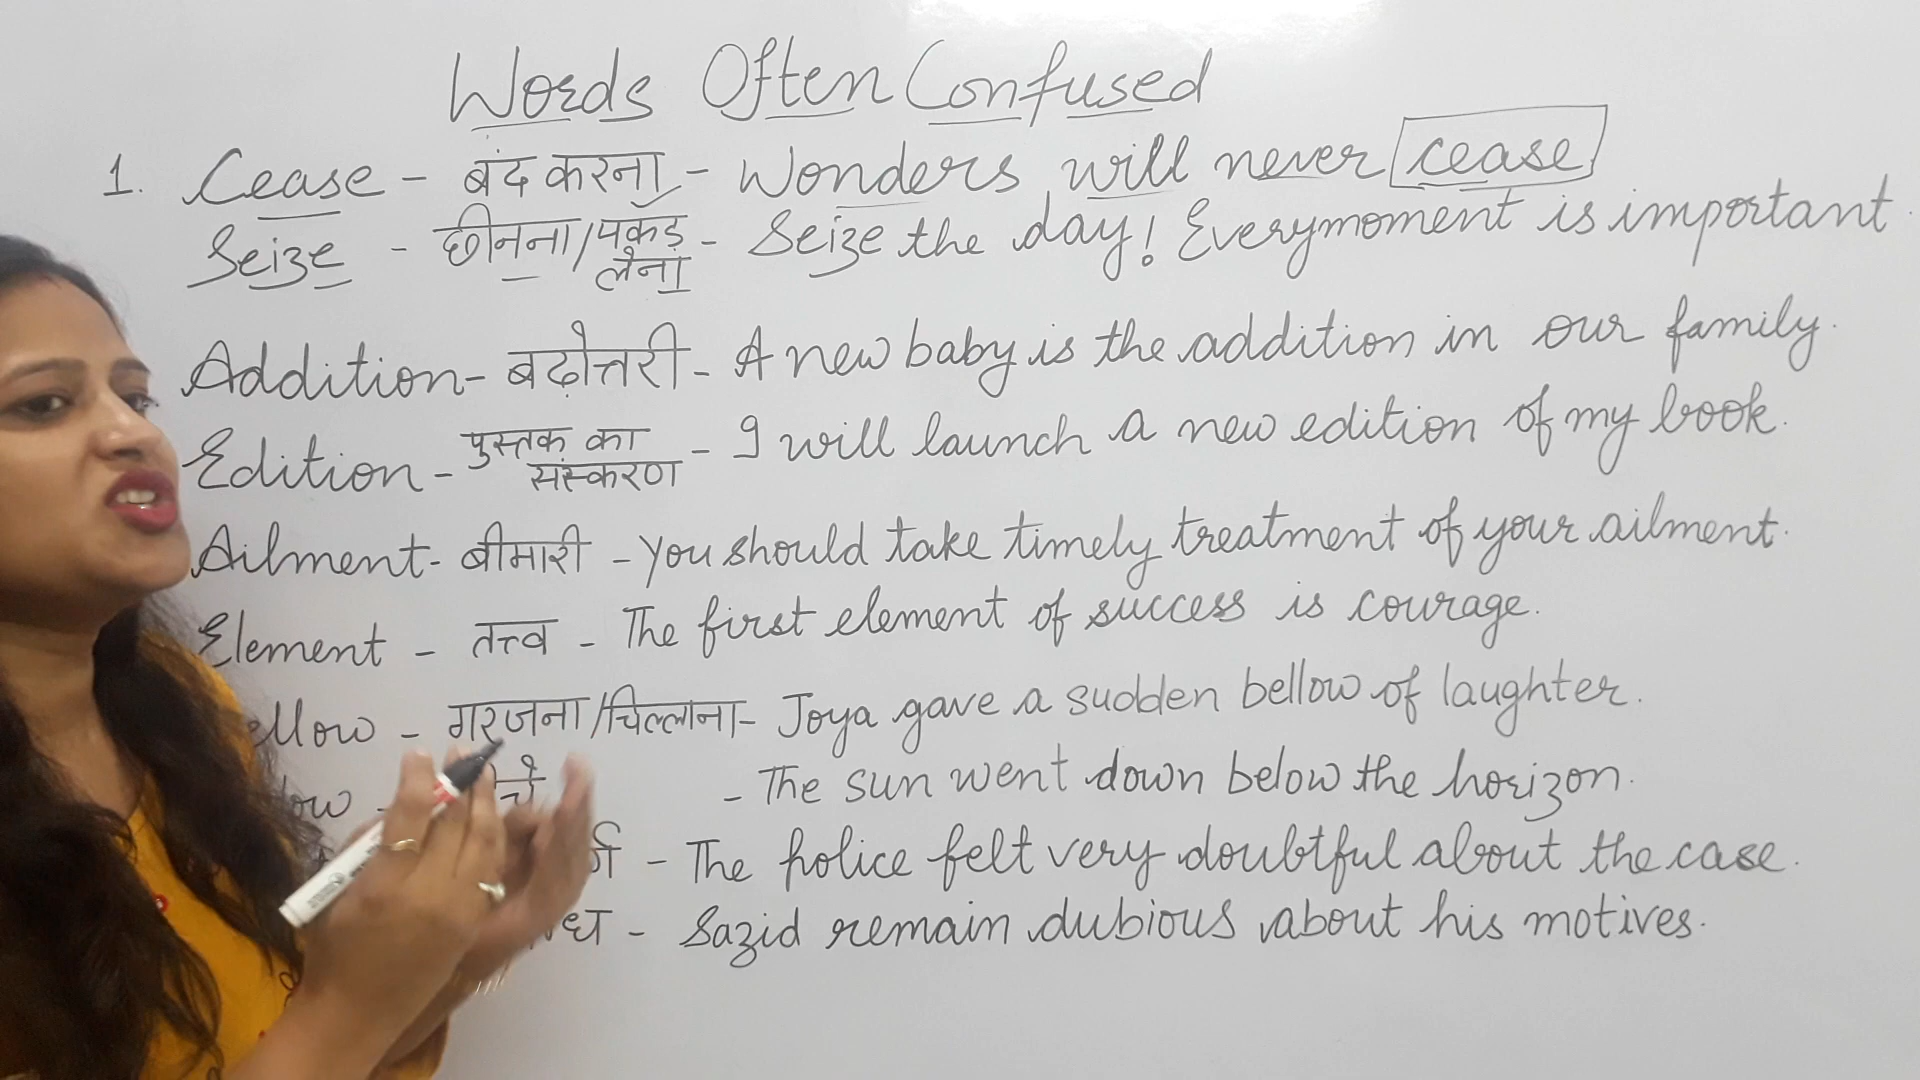 Words Often Confused
1. Cease - बंद करना - Wonders will never cease
Seize - छीनना/पकड़ लेना - Seize the day! Everymoment is important.
Addition - बढ़ोत्तरी - A new baby is the addition in our family.
Edition - पुस्तक का संस्करण - I will launch a new edition of my book.
Ailment - बीमारी - You should take timely treatment of your ailment.
Element - तत्त्व - The first element of success is courage.
ellow - गरजना/चिल्लाना - Joya gave a sudden bellow of laughter.
ow - चे - The sun went down below the horizon.
- The police felt very doubtful about the case.
- Sazid remain dubious about his motives.